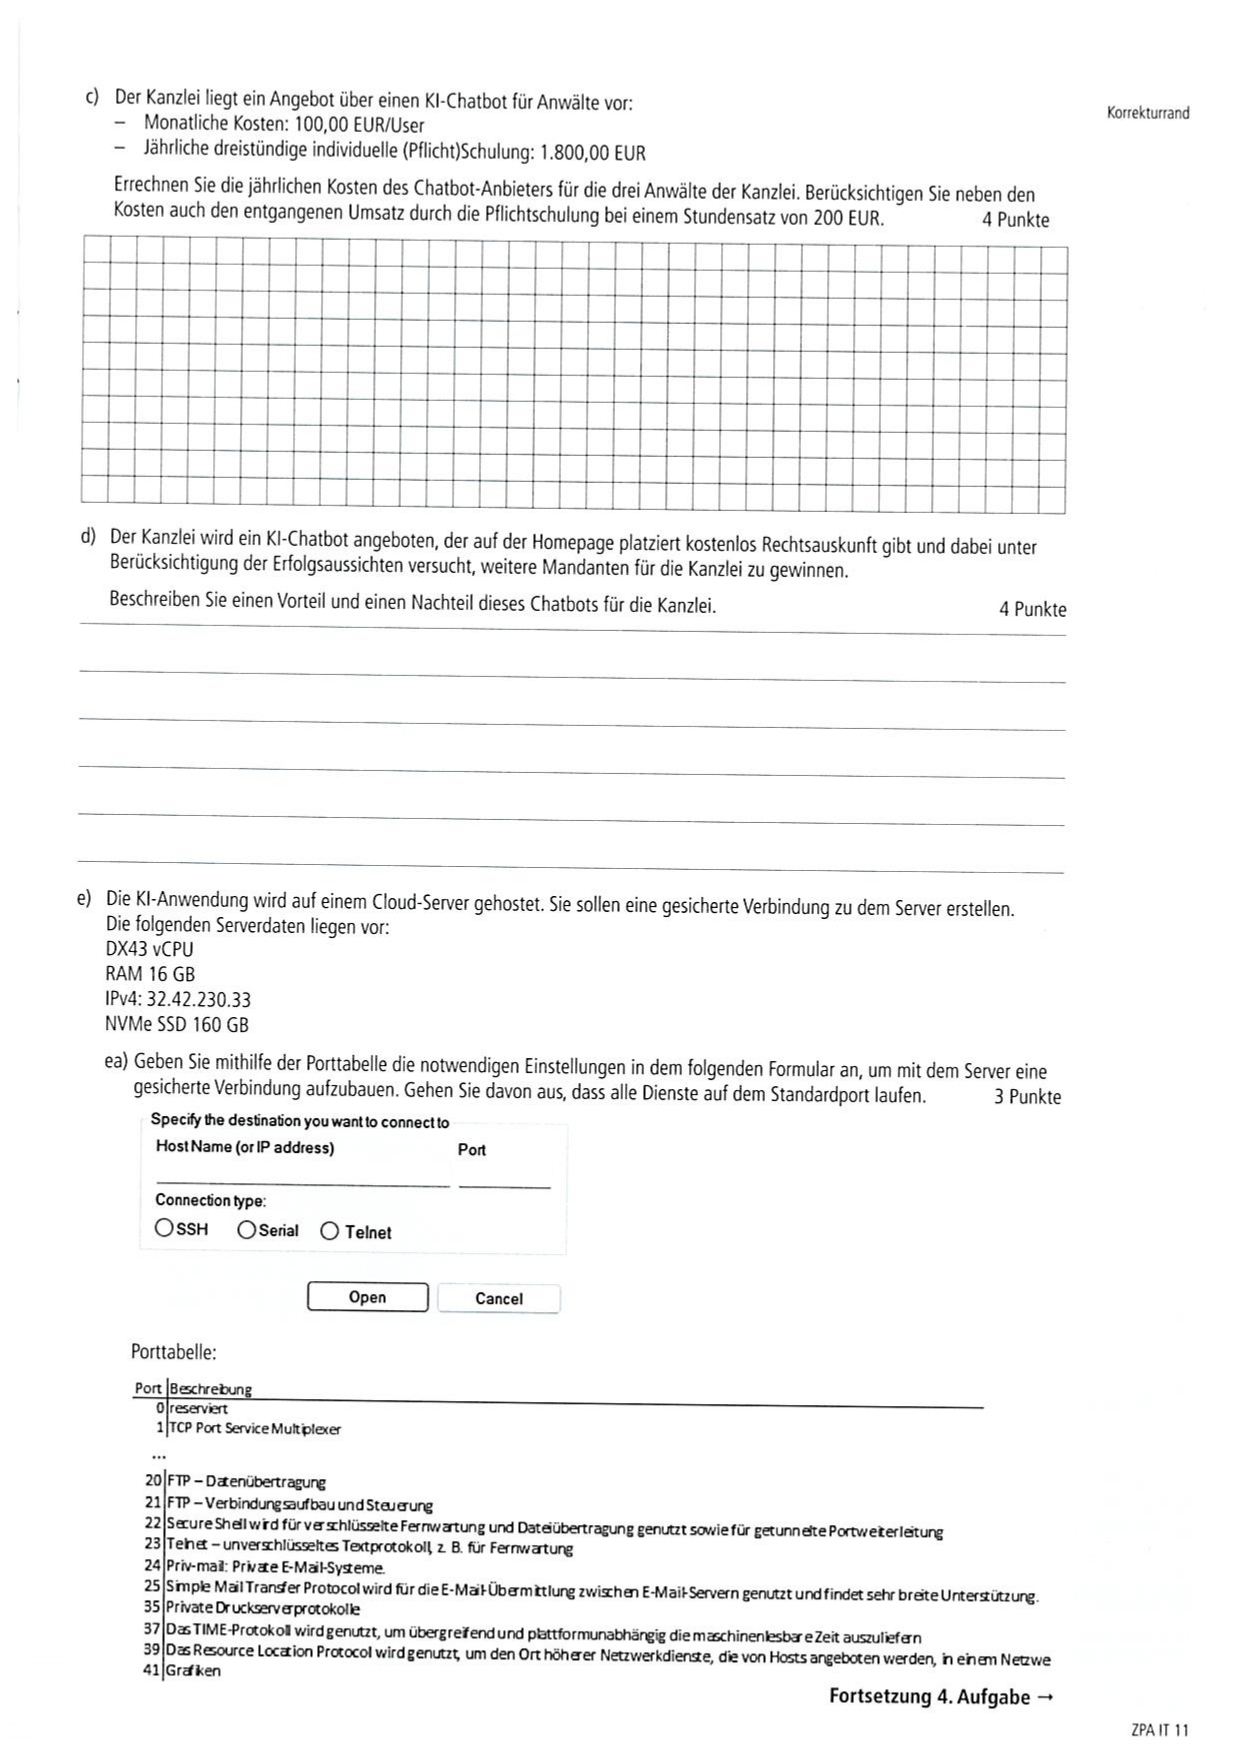 c) Der Kanzlei liegt ein Angebot über einen KI-Chatbot für Anwälte vor:
Korrekturrand
– Monatliche Kosten: 100,00 EUR/User
– Jährliche dreistündige individuelle (Pflicht)Schulung: 1.800,00 EUR
Errechnen Sie die jährlichen Kosten des Chatbot-Anbieters für die drei Anwälte der Kanzlei. Berücksichtigen Sie neben den
Kosten auch den entgangenen Umsatz durch die Pflichtschulung bei einem Stundensatz von 200 EUR. 4 Punkte
d) Der Kanzlei wird ein KI-Chatbot angeboten, der auf der Homepage platziert kostenlos Rechtsauskunft gibt und dabei unter
Berücksichtigung der Erfolgsaussichten versucht, weitere Mandanten für die Kanzlei zu gewinnen.
Beschreiben Sie einen Vorteil und einen Nachteil dieses Chatbots für die Kanzlei. 4 Punkte
e) Die KI-Anwendung wird auf einem Cloud-Server gehostet. Sie sollen eine gesicherte Verbindung zu dem Server erstellen.
Die folgenden Serverdaten liegen vor:
DX43 vCPU
RAM 16 GB
IPv4: 32.42.230.33
NVMe SSD 160 GB
ea) Geben Sie mithilfe der Porttabelle die notwendigen Einstellungen in dem folgenden Formular an, um mit dem Server eine
gesicherte Verbindung aufzubauen. Gehen Sie davon aus, dass alle Dienste auf dem Standardport laufen. 3 Punkte
Specify the destination you want to connect to
Host Name (or IP address) Port
Connection type:
SSH Serial Telnet
Open Cancel
Porttabelle:
Port Beschreibung
0 reserviert
1 TCP Port Service Multiplexer
...
20 FTP – Datenübertragung
21 FTP – Verbindungsaufbau und Steuerung
22 Secure Shell wird für verschlüsselte Fernwartung und Dateiübertragung genutzt sowie für getunnelte Portweiterleitung
23 Telnet – unverschlüsseltes Textprotokoll, z. B. für Fernwartung
24 Priv-mail: Private E-Mail-Systeme.
25 Simple Mail Transfer Protocol wird für die E-Mail-Übermittlung zwischen E-Mail-Servern genutzt und findet sehr breite Unterstützung.
35 Private Druckserverprotokolle
37 Das TIME-Protokoll wird genutzt, um übergreifend und plattformunabhängig die maschinenlesbare Zeit auszuliefern
39 Das Resource Location Protocol wird genutzt, um den Ort höherer Netzwerkdienste, die von Hosts angeboten werden, in einem Netzwe
41 Grafiken
Fortsetzung 4. Aufgabe →
ZPA IT 11